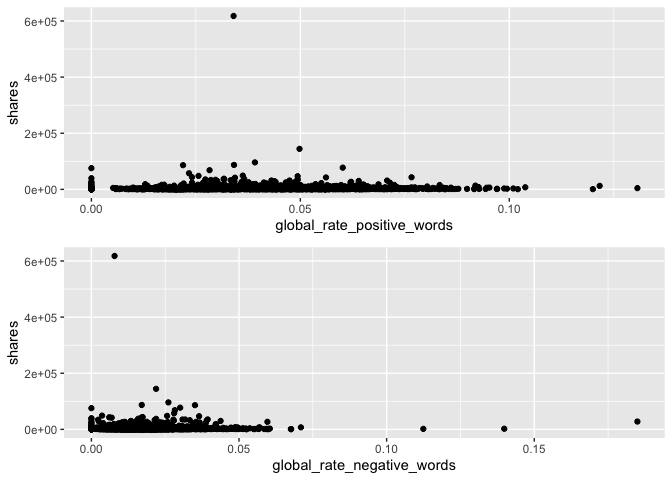 6e+05
4e+05
2e+05
0e+00
shares
0.00 0.05 0.10
global_rate_positive_words
6e+05
4e+05
2e+05
0e+00
shares
0.00 0.05 0.10 0.15
global_rate_negative_words